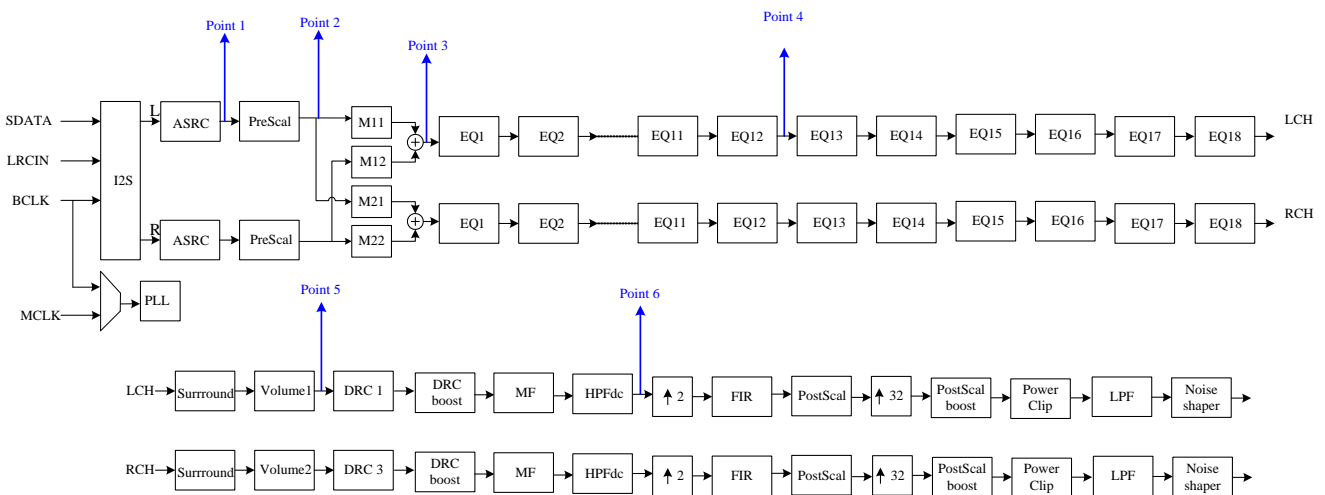 Point 1
Point 2
Point 3
Point 4
SDATA
LRCIN
BCLK
MCLK
I2S
PLL
L
ASRC
PreScal
M11
M12
EQ1
EQ2
EQ11
EQ12
EQ13
EQ14
EQ15
EQ16
EQ17
EQ18
LCH
R
ASRC
PreScal
M21
M22
EQ1
EQ2
EQ11
EQ12
EQ13
EQ14
EQ15
EQ16
EQ17
EQ18
RCH
Point 5
Point 6
LCH
Surrround
Volume1
DRC 1
DRC
boost
MF
HPFdc
↑ 2
FIR
PostScal
↑ 32
PostScal
boost
Power
Clip
LPF
Noise
shaper
RCH
Surrround
Volume2
DRC 3
DRC
boost
MF
HPFdc
↑ 2
FIR
PostScal
↑ 32
PostScal
boost
Power
Clip
LPF
Noise
shaper